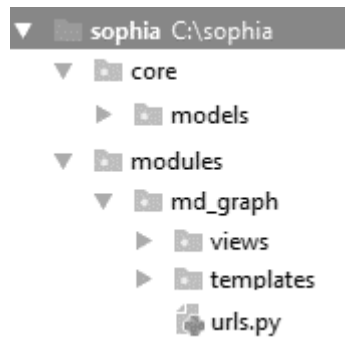 sophia C:\sophia
core
models
modules
md_graph
views
templates
urls.py